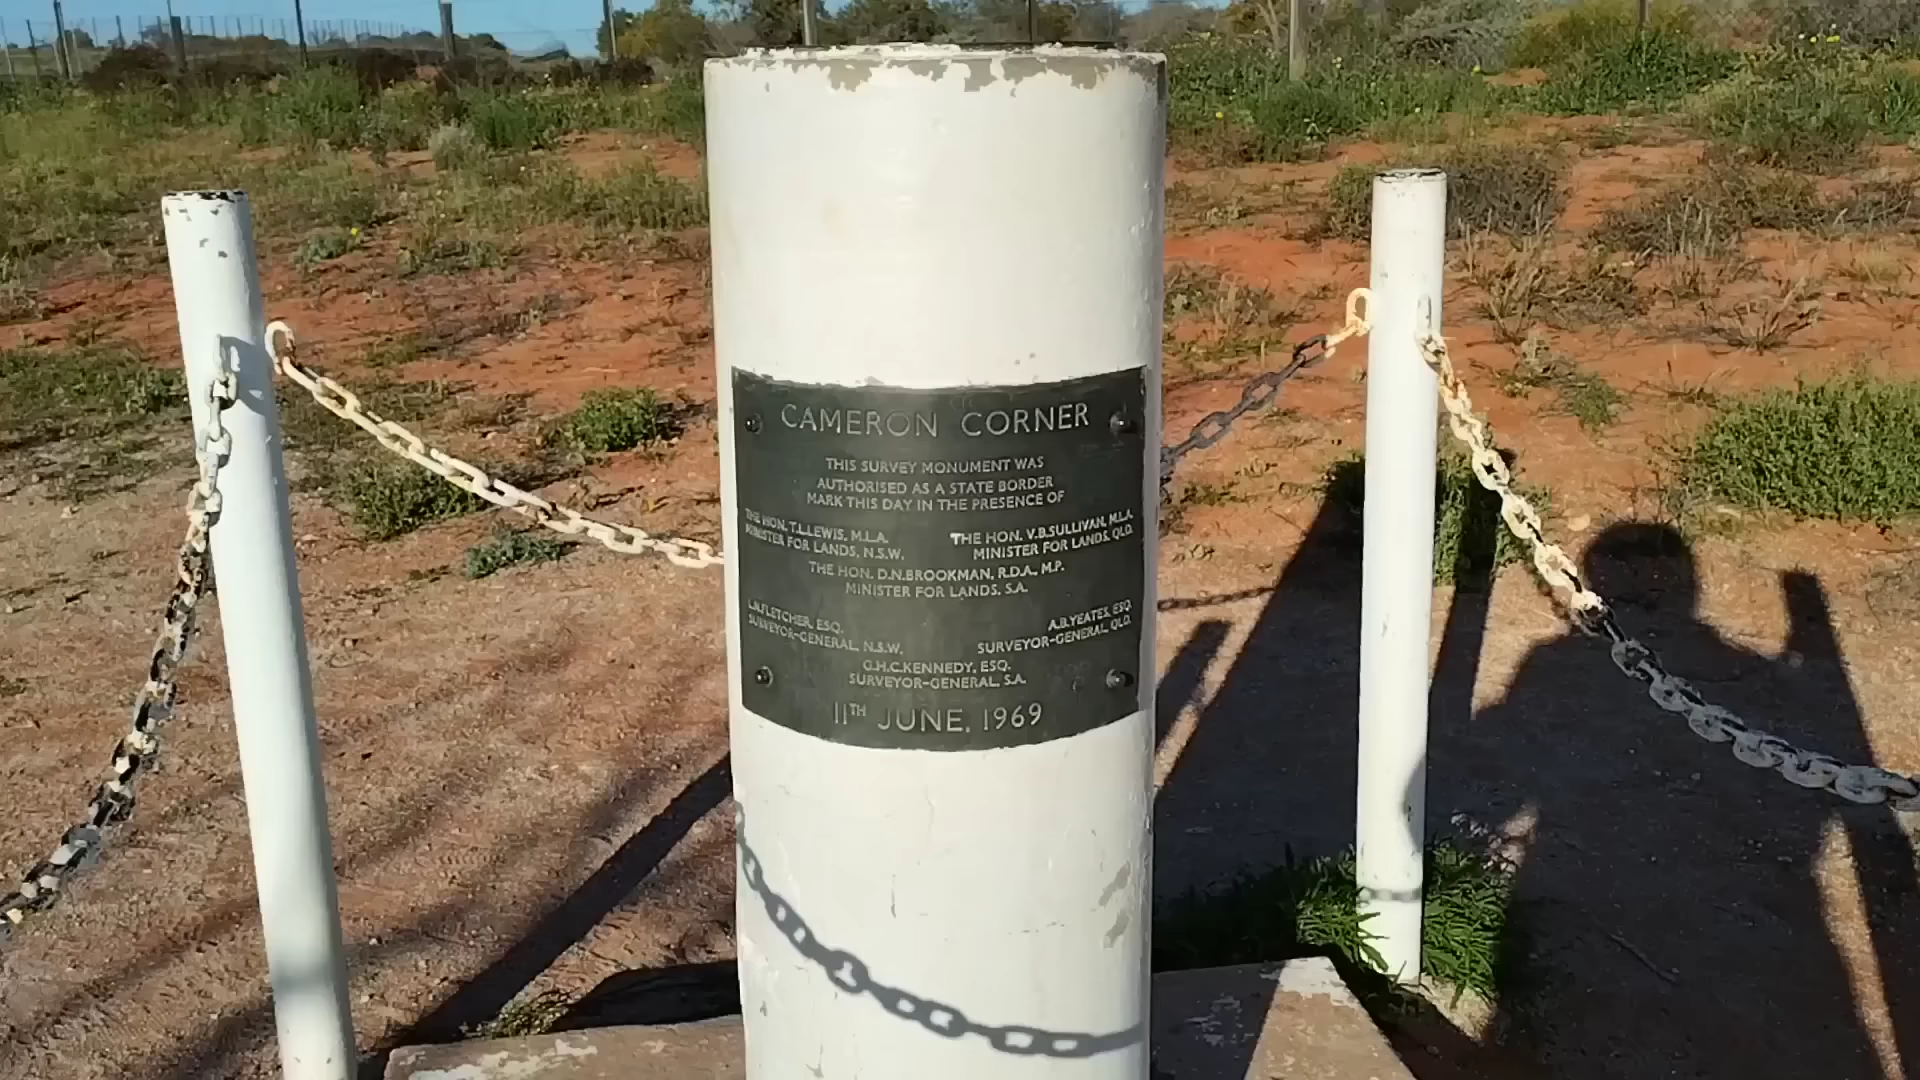 CAMERON CORNER
THIS SURVEY MONUMENT WAS
AUTHORISED AS A STATE BORDER
MARK THIS DAY IN THE PRESENCE OF
THE HON. T.L.LEWIS, M.L.A.
MINISTER FOR LANDS, N.S.W.
THE HON. V.B.SULLIVAN, M.L.A.
MINISTER FOR LANDS, QLD.
THE HON. D.N.BROOKMAN, R.D.A., M.P.
MINISTER FOR LANDS, S.A.
FLETCHER, ESQ.
SURVEYOR-GENERAL, N.S.W.
A.B.YEATES, ESQ.
SURVEYOR-GENERAL, QLD.
G.H.C.KENNEDY, ESQ.
SURVEYOR-GENERAL, S.A.
11TH JUNE, 1969